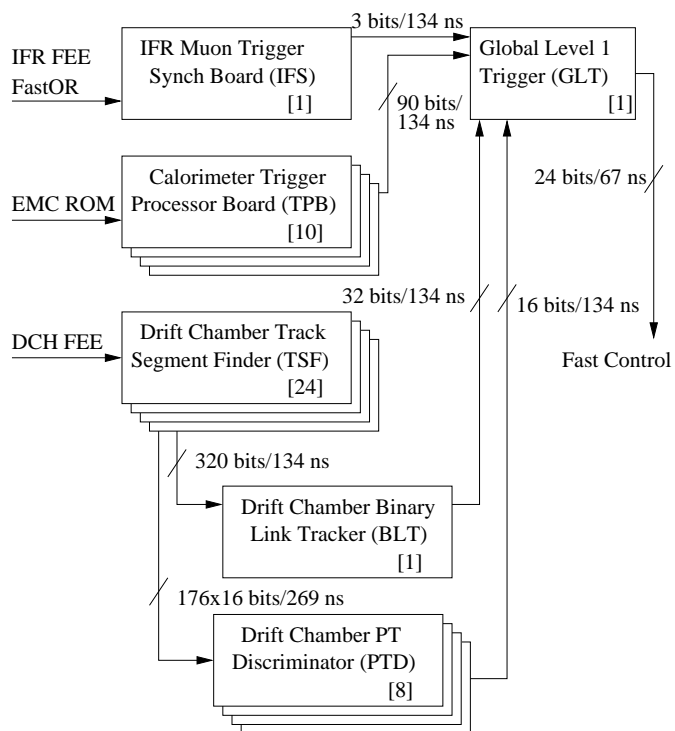 3 bits/134 ns
IFR FEE
FastOR
IFR Muon Trigger
Synch Board (IFS)
[1]
Global Level 1
Trigger (GLT)
[1]
90 bits/
134 ns
24 bits/67 ns
EMC ROM
Calorimeter Trigger
Processor Board (TPB)
[10]
32 bits/134 ns
16 bits/134 ns
DCH FEE
Drift Chamber Track
Segment Finder (TSF)
[24]
Fast Control
320 bits/134 ns
Drift Chamber Binary
Link Tracker (BLT)
[1]
176x16 bits/269 ns
Drift Chamber PT
Discriminator (PTD)
[8]